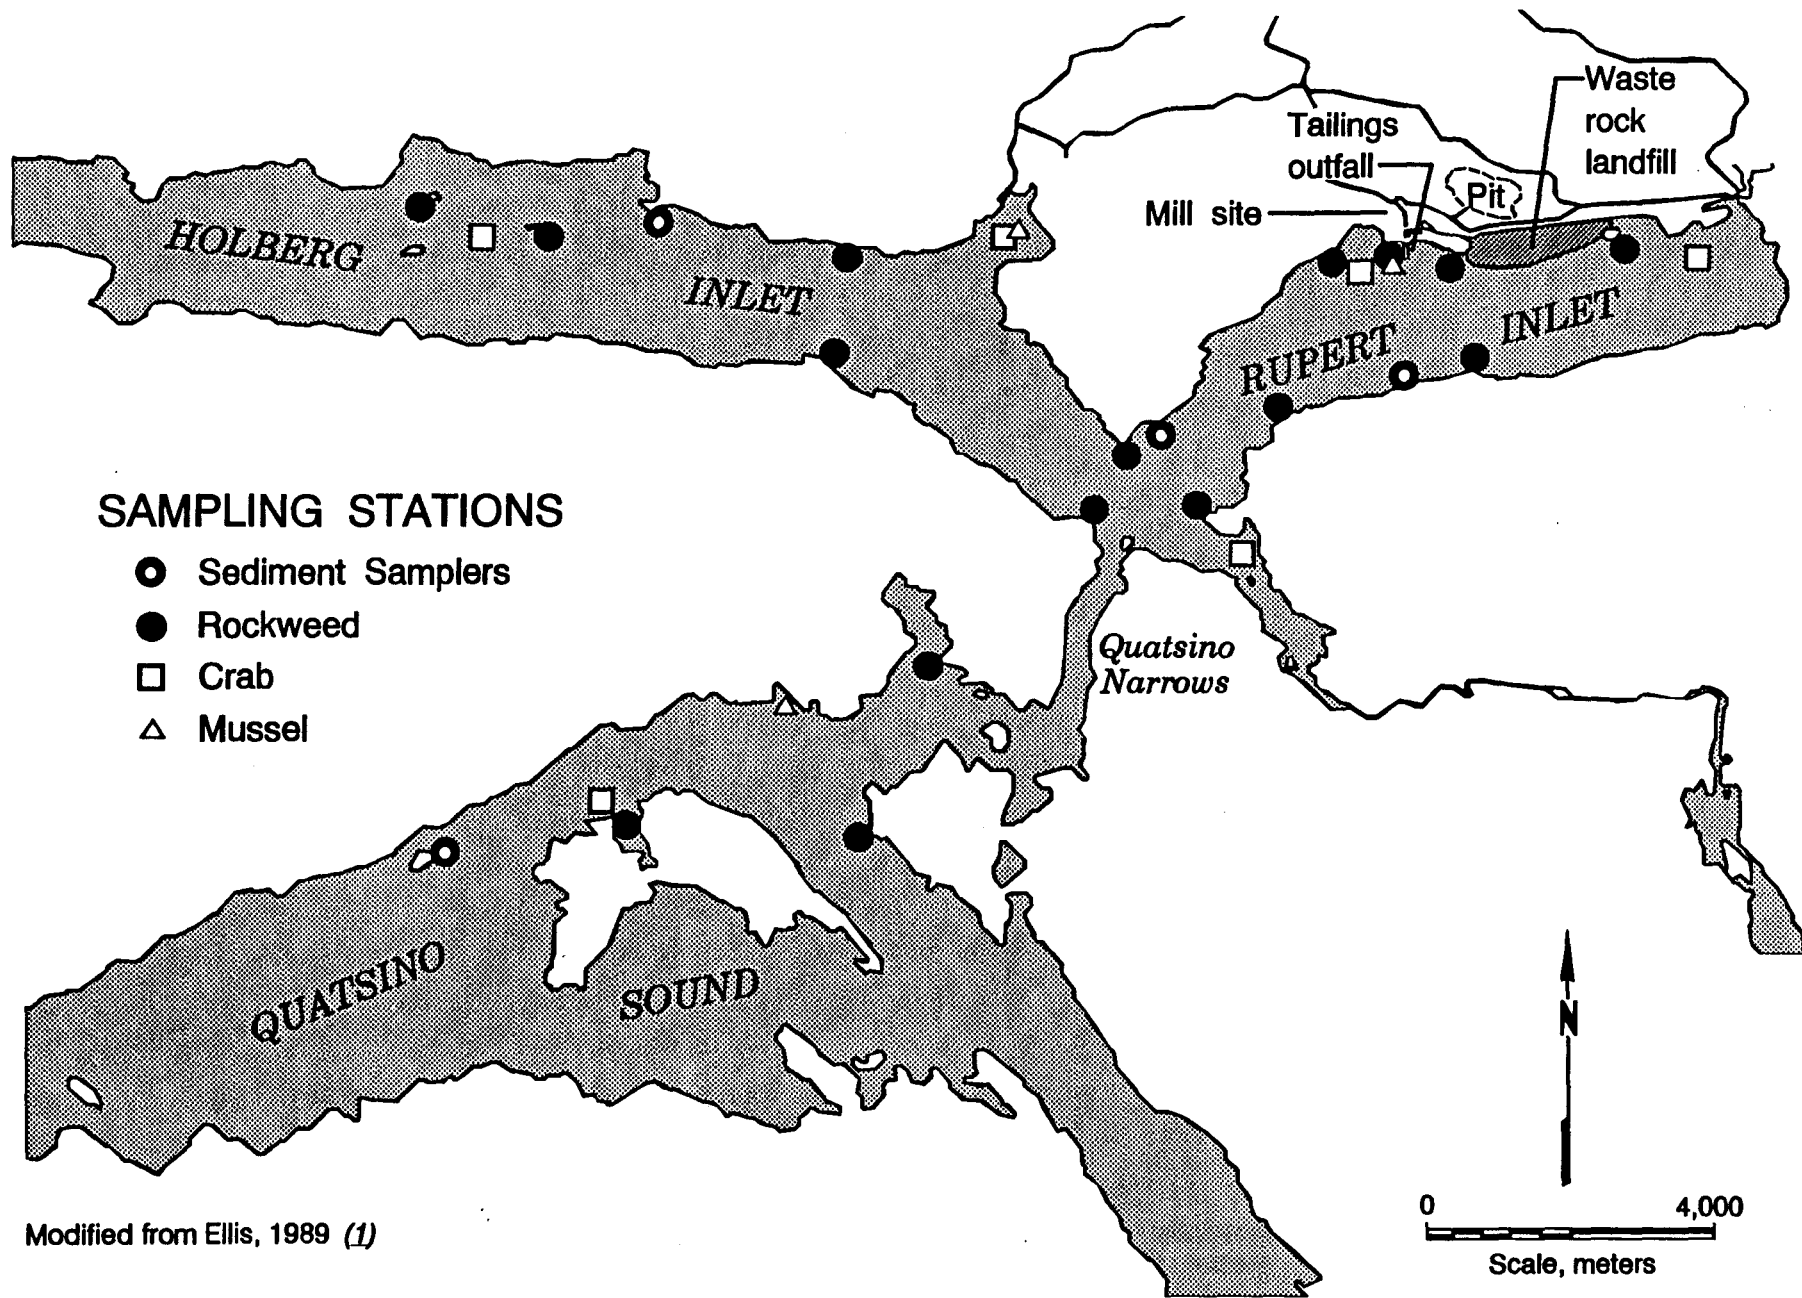 Waste
rock
landfill
Tailings
outfall
Pit
Mill site
HOLBERG
INLET
RUPERT
INLET
SAMPLING STATIONS
Sediment Samplers
Rockweed
Crab
Mussel
Quatsino
Narrows
QUATSINO
SOUND
N
0 4,000
Scale, meters
Modified from Ellis, 1989 (1)